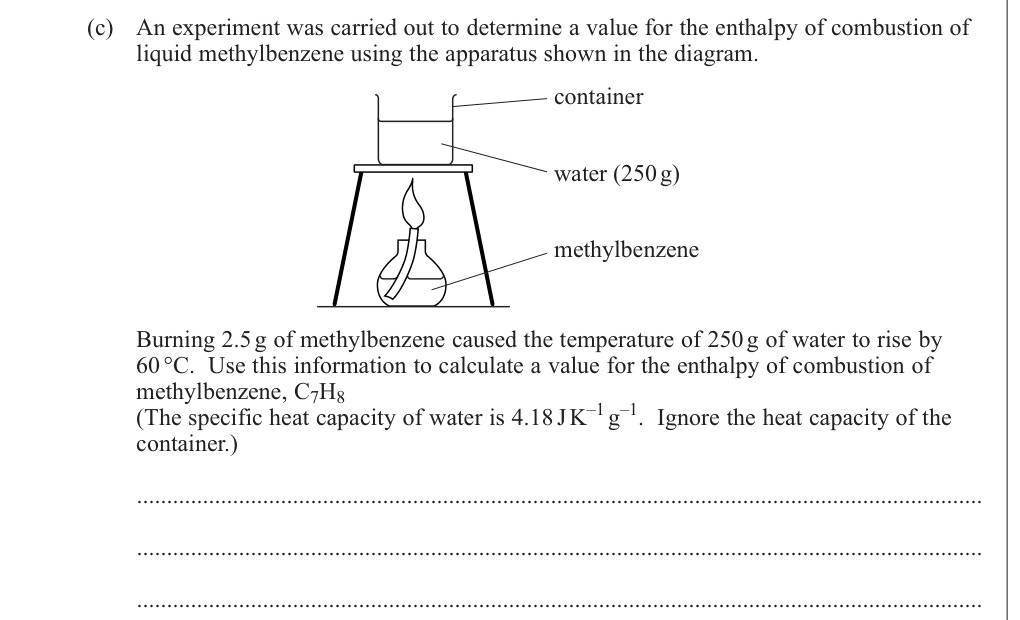 (c) An experiment was carried out to determine a value for the enthalpy of combustion of
liquid methylbenzene using the apparatus shown in the diagram.
container
water (250 g)
methylbenzene
Burning 2.5 g of methylbenzene caused the temperature of 250 g of water to rise by
60 °C. Use this information to calculate a value for the enthalpy of combustion of
methylbenzene, C₇H₈
(The specific heat capacity of water is 4.18 J K⁻¹ g⁻¹. Ignore the heat capacity of the
container.)